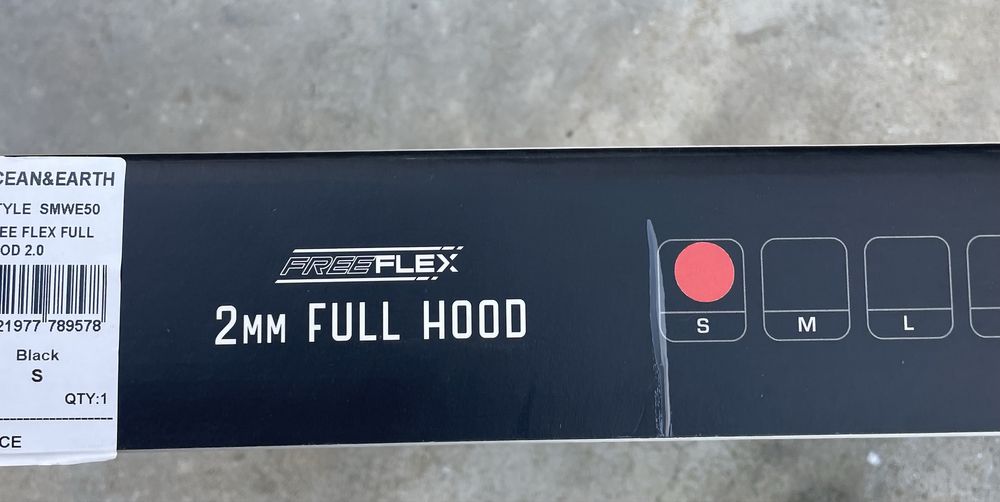 CEAN&EARTH
TYLE SMWE50
EE FLEX FULL
OD 2.0
21977 789578
Black
S
QTY:1
CE
FREEFLEX
2MM FULL HOOD
S M L